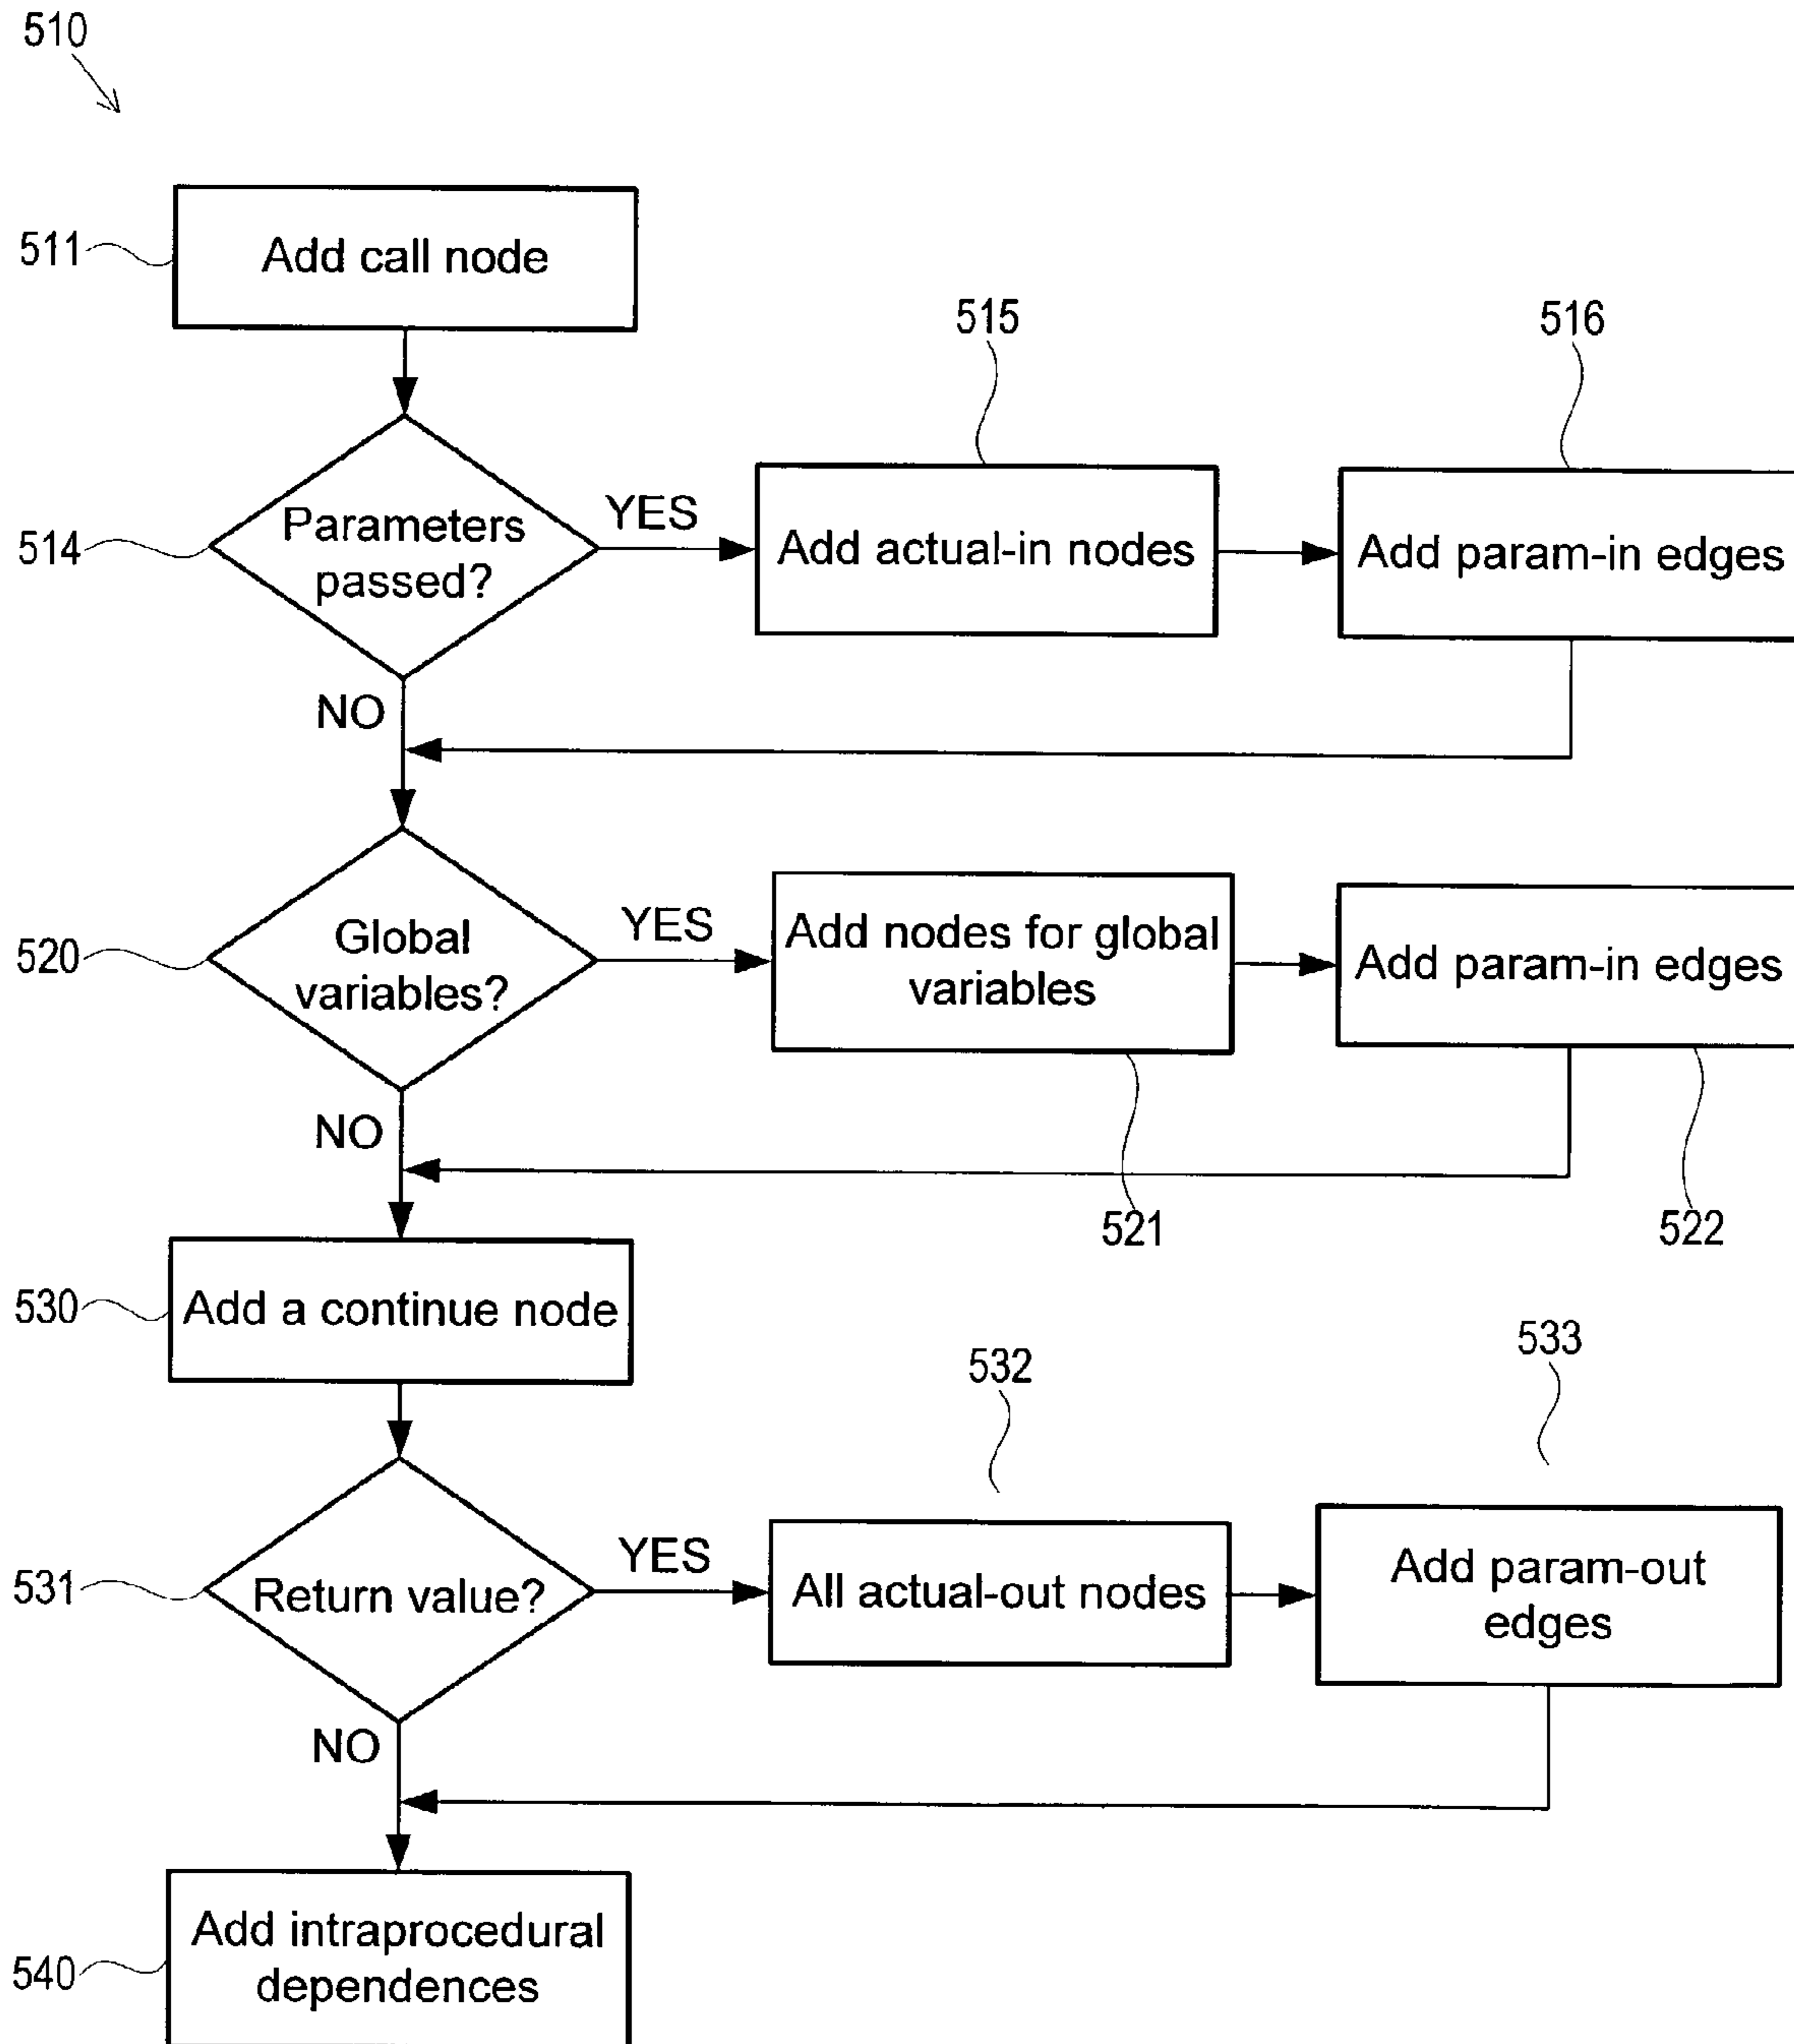 510
511
Add call node
515
516
514
Parameters
passed?
YES
Add actual-in nodes
Add param-in edges
NO
520
Global
variables?
YES
Add nodes for global
variables
Add param-in edges
NO
521
522
530
Add a continue node
532
533
531
Return value?
YES
All actual-out nodes
Add param-out
edges
NO
540
Add intraprocedural
dependences